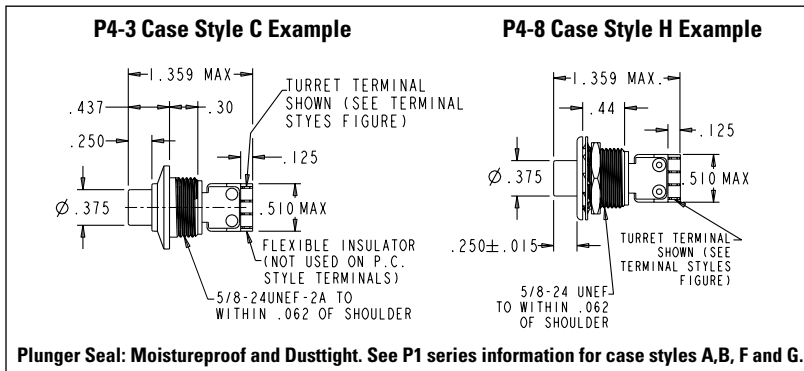 P4-3 Case Style C Example
1.359 MAX
.437
.30
.250
TURRET TERMINAL
SHOWN (SEE TERMINAL
STYES FIGURE)
.125
Ø.375
.510 MAX
FLEXIBLE INSULATOR
(NOT USED ON P.C.
STYLE TERMINALS)
5/8-24UNEF-2A TO
WITHIN .062 OF SHOULDER
P4-8 Case Style H Example
1.359 MAX.
.44
.125
Ø.375
.510 MAX
.250±.015
TURRET TERMINAL
SHOWN (SEE
TERMINAL STYLES
FIGURE)
5/8-24 UNEF
TO WITHIN .062
OF SHOULDER
Plunger Seal: Moistureproof and Dusttight. See P1 series information for case styles A,B, F and G.